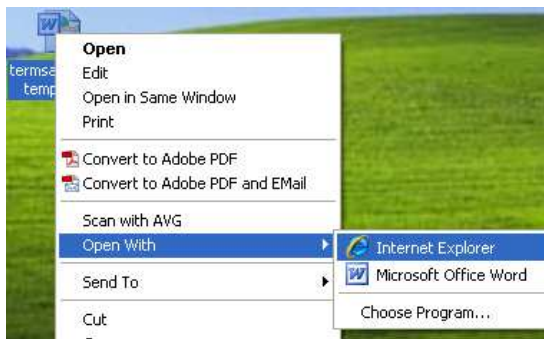 Open
termsa
Edit
temp
Open in Same Window
Print
Convert to Adobe PDF
Convert to Adobe PDF and EMail
Scan with AVG
Open With
Internet Explorer
Microsoft Office Word
Send To
Choose Program...
Cut